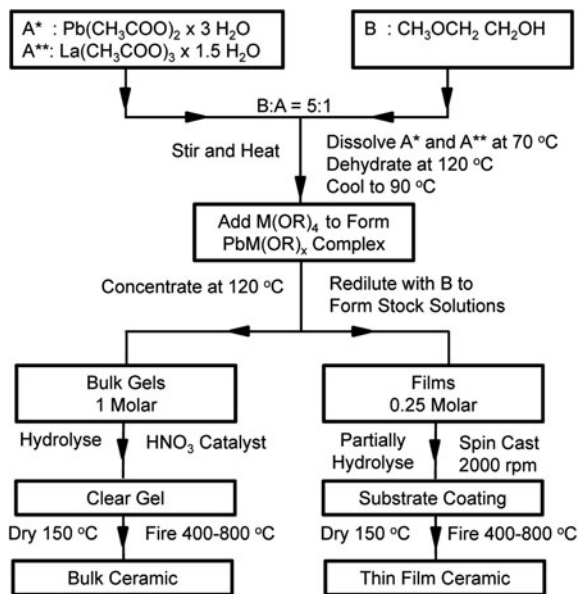 A* : Pb(CH₃COO)₂ x 3 H₂O
A**: La(CH₃COO)₃ x 1.5 H₂O
B : CH₃OCH₂ CH₂OH
B:A = 5:1
Stir and Heat
Dissolve A* and A** at 70 °C
Dehydrate at 120 °C
Cool to 90 °C
Add M(OR)₄ to Form
PbM(OR)ₓ Complex
Concentrate at 120 °C
Redilute with B to
Form Stock Solutions
Bulk Gels
1 Molar
Films
0.25 Molar
Hydrolyse
HNO₃ Catalyst
Partially
Hydrolyse
Spin Cast
2000 rpm
Clear Gel
Substrate Coating
Dry 150 °C
Fire 400-800 °C
Dry 150 °C
Fire 400-800 °C
Bulk Ceramic
Thin Film Ceramic